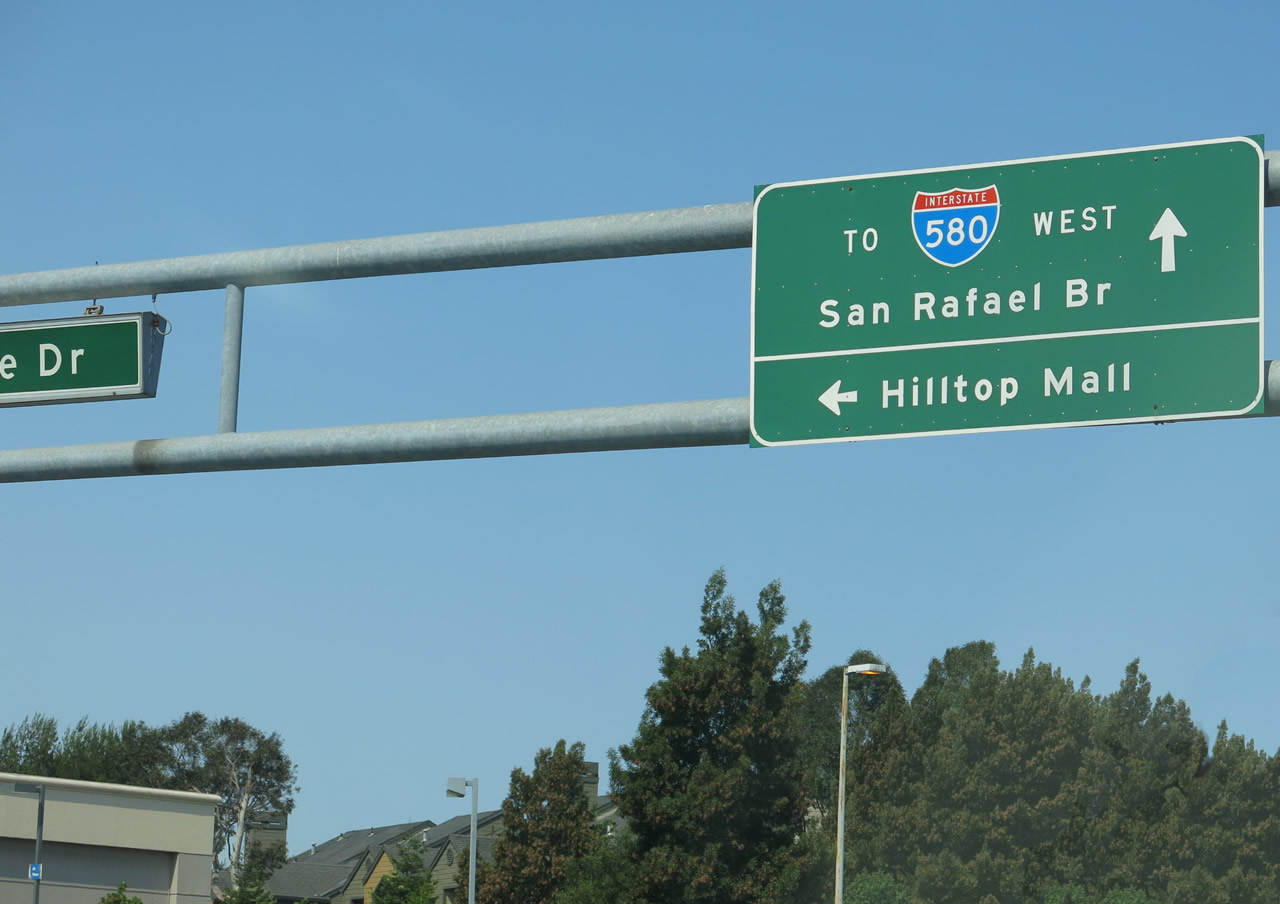 e Dr
TO INTERSTATE 580 WEST
San Rafael Br
Hilltop Mall